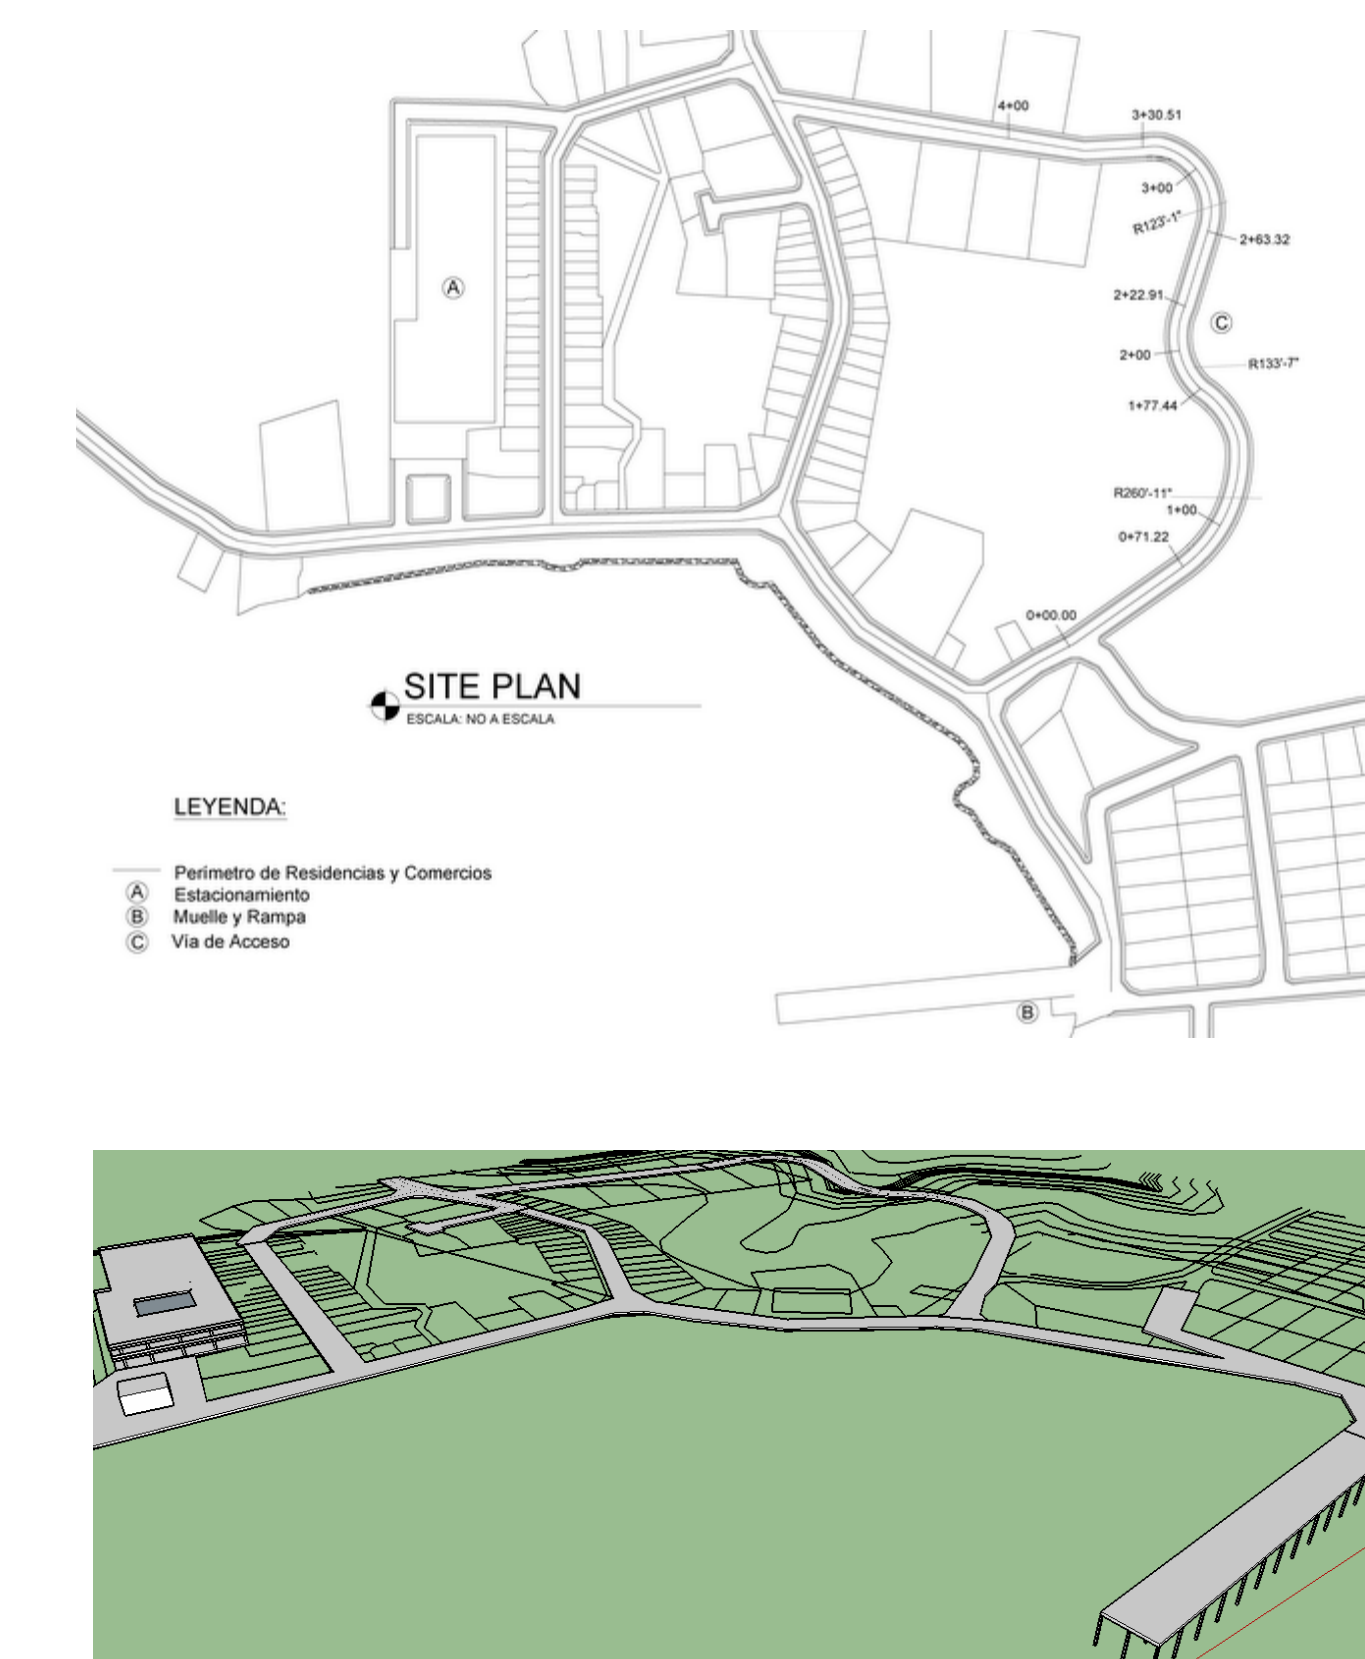 4+00
3+30.51
3+00
R123'-1"
2+63.32
2+22.91
C
A
2+00
R133'-7"
1+77.44
R260'-11"
1+00
0+71.22
0+00.00
SITE PLAN
ESCALA: NO A ESCALA
LEYENDA:
Perimetro de Residencias y Comercios
A Estacionamiento
B Muelle y Rampa
C Via de Acceso
B